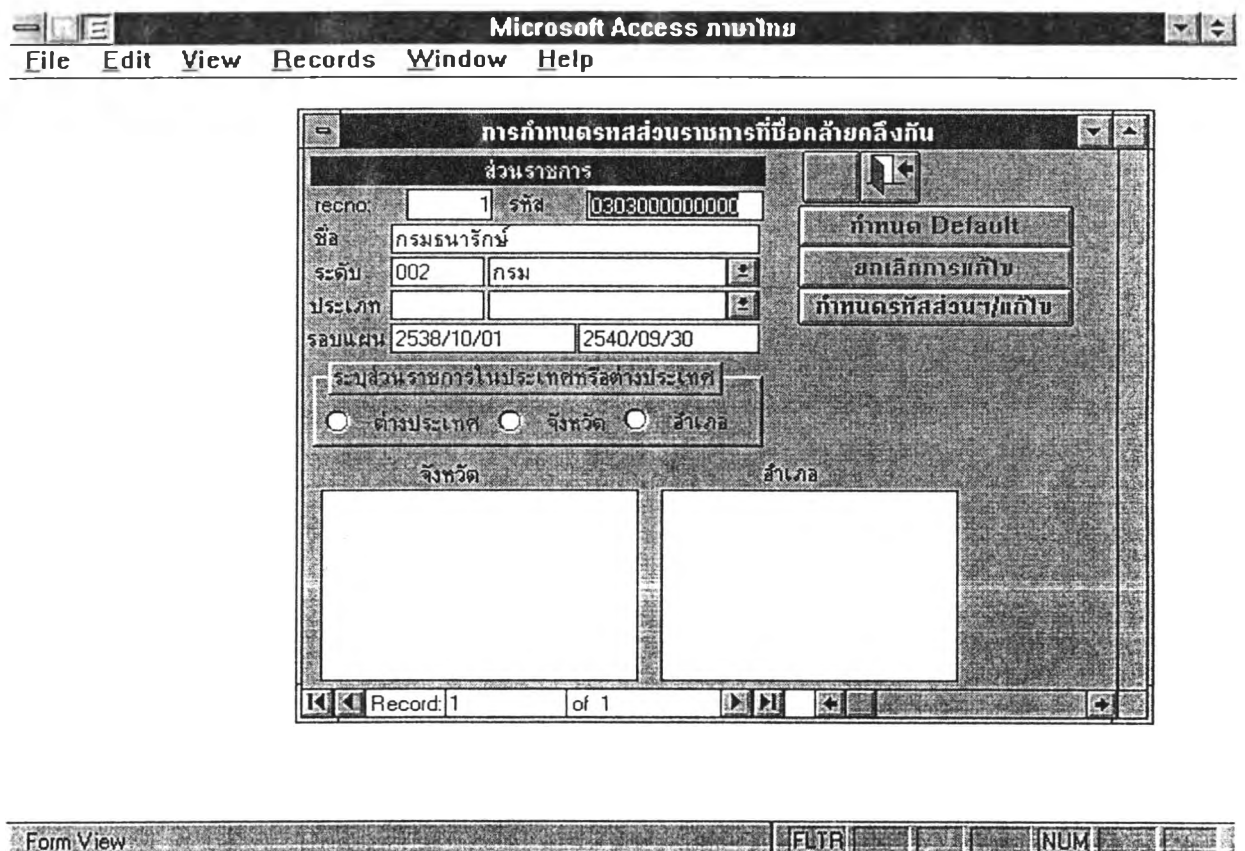 Microsoft Access ภาษาไทย
File Edit View Records Window Help
การกำหนดรหัสส่วนราชการที่ชื่อคล้ายคลึงกัน
ส่วนราชการ
recno: 1 รหัส 0303000000000
ชื่อ กรมธนารักษ์
ระดับ 002 กรม
ประเภท
รอบแผน 2538/10/01 2540/09/30
กำหนด Default
ยกเลิกการแก้ไข
กำหนดรหัสส่วนฯ/แก้ไข
ระบุส่วนราชการในประเทศหรือต่างประเทศ
ต่างประเทศ จังหวัด อำเภอ
จังหวัด อำเภอ
Record: 1 of 1
Form View FLTR NUM